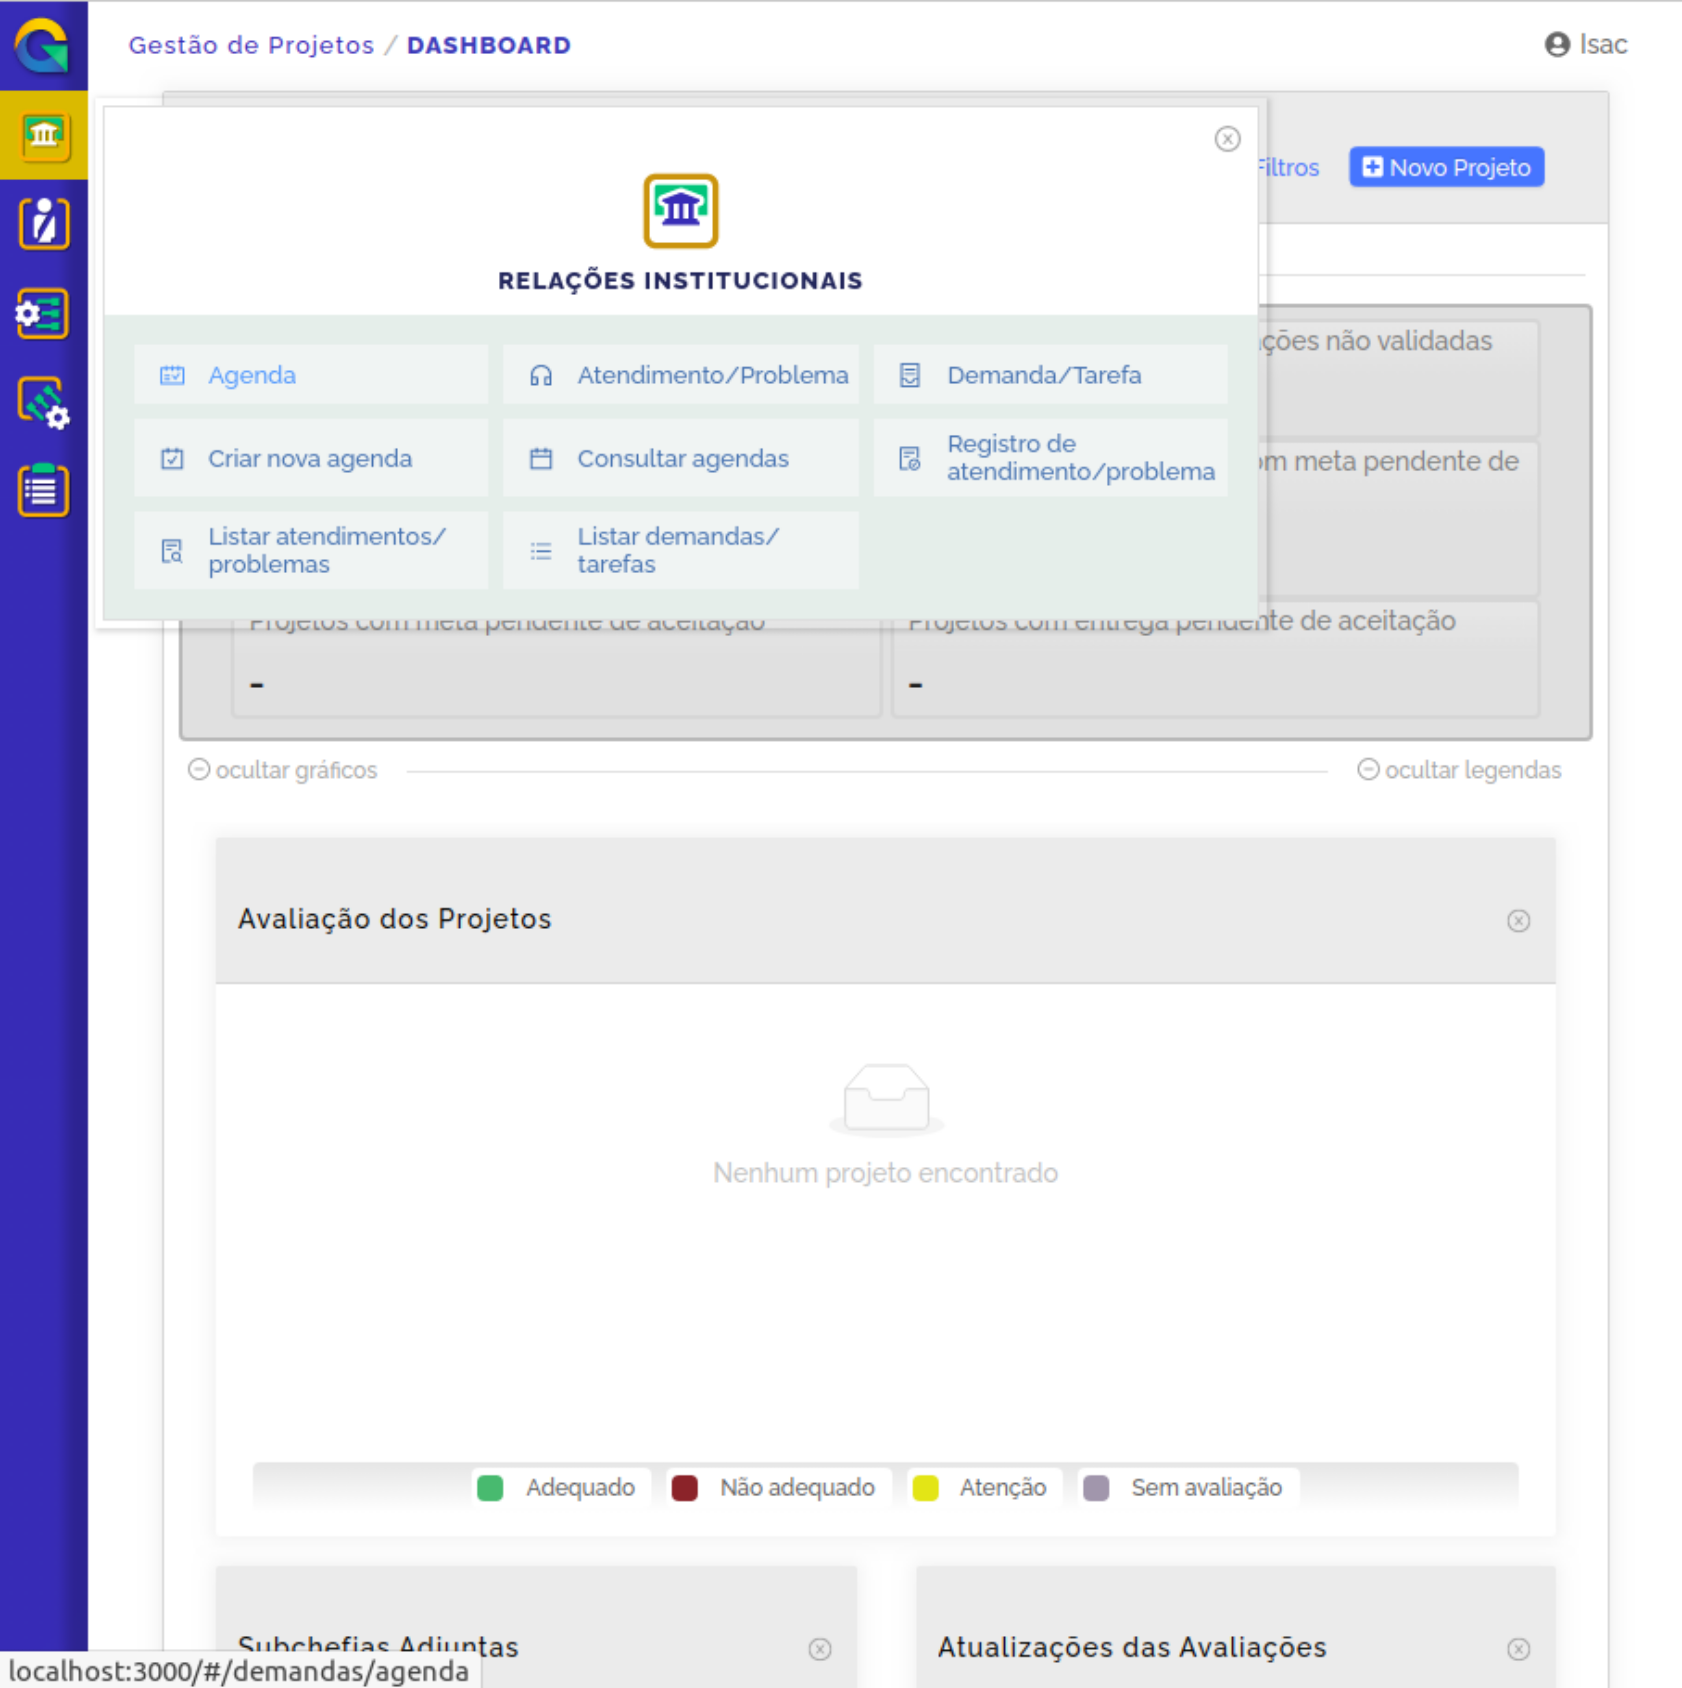 Gestão de Projetos / DASHBOARD
Isac
Filtros
Novo Projeto
RELAÇÕES INSTITUCIONAIS
Agenda
Atendimento/Problema
Demanda/Tarefa
Criar nova agenda
Consultar agendas
Registro de
atendimento/problema
Listar atendimentos/
problemas
Listar demandas/
tarefas
não validadas
meta pendente de
Projetos com meta pendente de aceitação
Projetos com entrega pendente de aceitação
-
-
ocultar gráficos
ocultar legendas
Avaliação dos Projetos
Nenhum projeto encontrado
Adequado
Não adequado
Atenção
Sem avaliação
Subchefias Adjuntas
Atualizações das Avaliações
localhost:3000/#/demandas/agenda